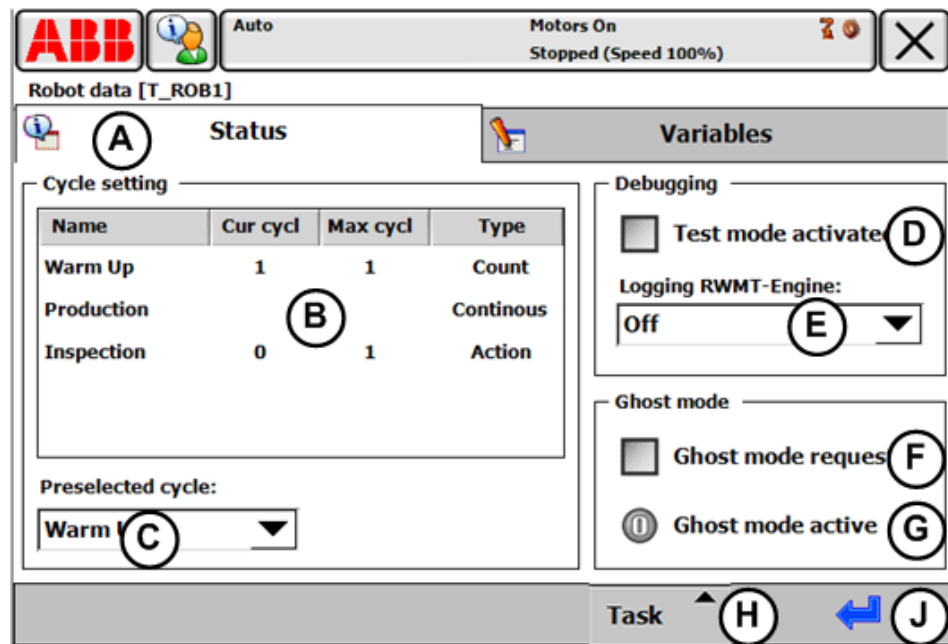 ABB
Auto
Motors On
Stopped (Speed 100%)
Robot data [T_ROB1]
A
Status
Variables
Cycle setting
Name Cur cycl Max cycl Type
Warm Up 1 1 Count
Production Continous
Inspection 0 1 Action
B
Preselected cycle:
Warm
C
Debugging
Test mode activate
D
Logging RWMT-Engine:
Off
E
Ghost mode
Ghost mode reques
F
Ghost mode active
G
Task
H
J